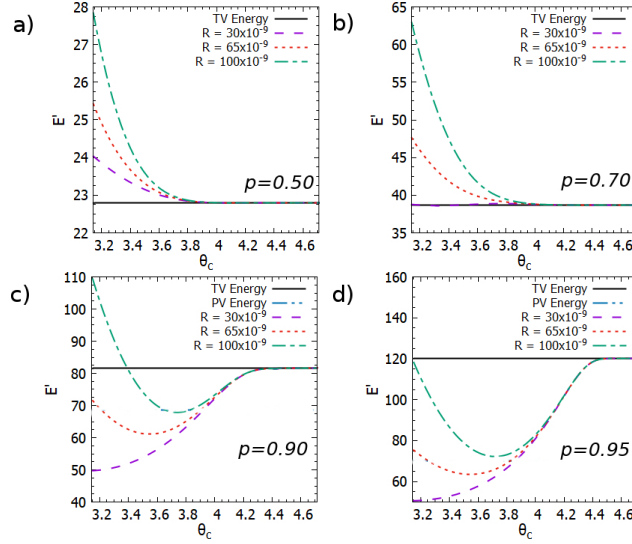 a)
TV Energy
R = 30x10⁻⁹
R = 65x10⁻⁹
R = 100x10⁻⁹
p=0.50
E'
28
27
26
25
24
23
22
3.2 3.4 3.6 3.8 4 4.2 4.4 4.6
θc
b)
TV Energy
R = 30x10⁻⁹
R = 65x10⁻⁹
R = 100x10⁻⁹
p=0.70
E'
65
60
55
50
45
40
35
3.2 3.4 3.6 3.8 4 4.2 4.4 4.6
θc
c)
TV Energy
PV Energy
R = 30x10⁻⁹
R = 65x10⁻⁹
R = 100x10⁻⁹
p=0.90
E'
110
100
90
80
70
60
50
40
3.2 3.4 3.6 3.8 4 4.2 4.4 4.6
θc
d)
TV Energy
PV Energy
R = 30x10⁻⁹
R = 65x10⁻⁹
R = 100x10⁻⁹
p=0.95
E'
160
140
120
100
80
60
3.2 3.4 3.6 3.8 4 4.2 4.4 4.6
θc